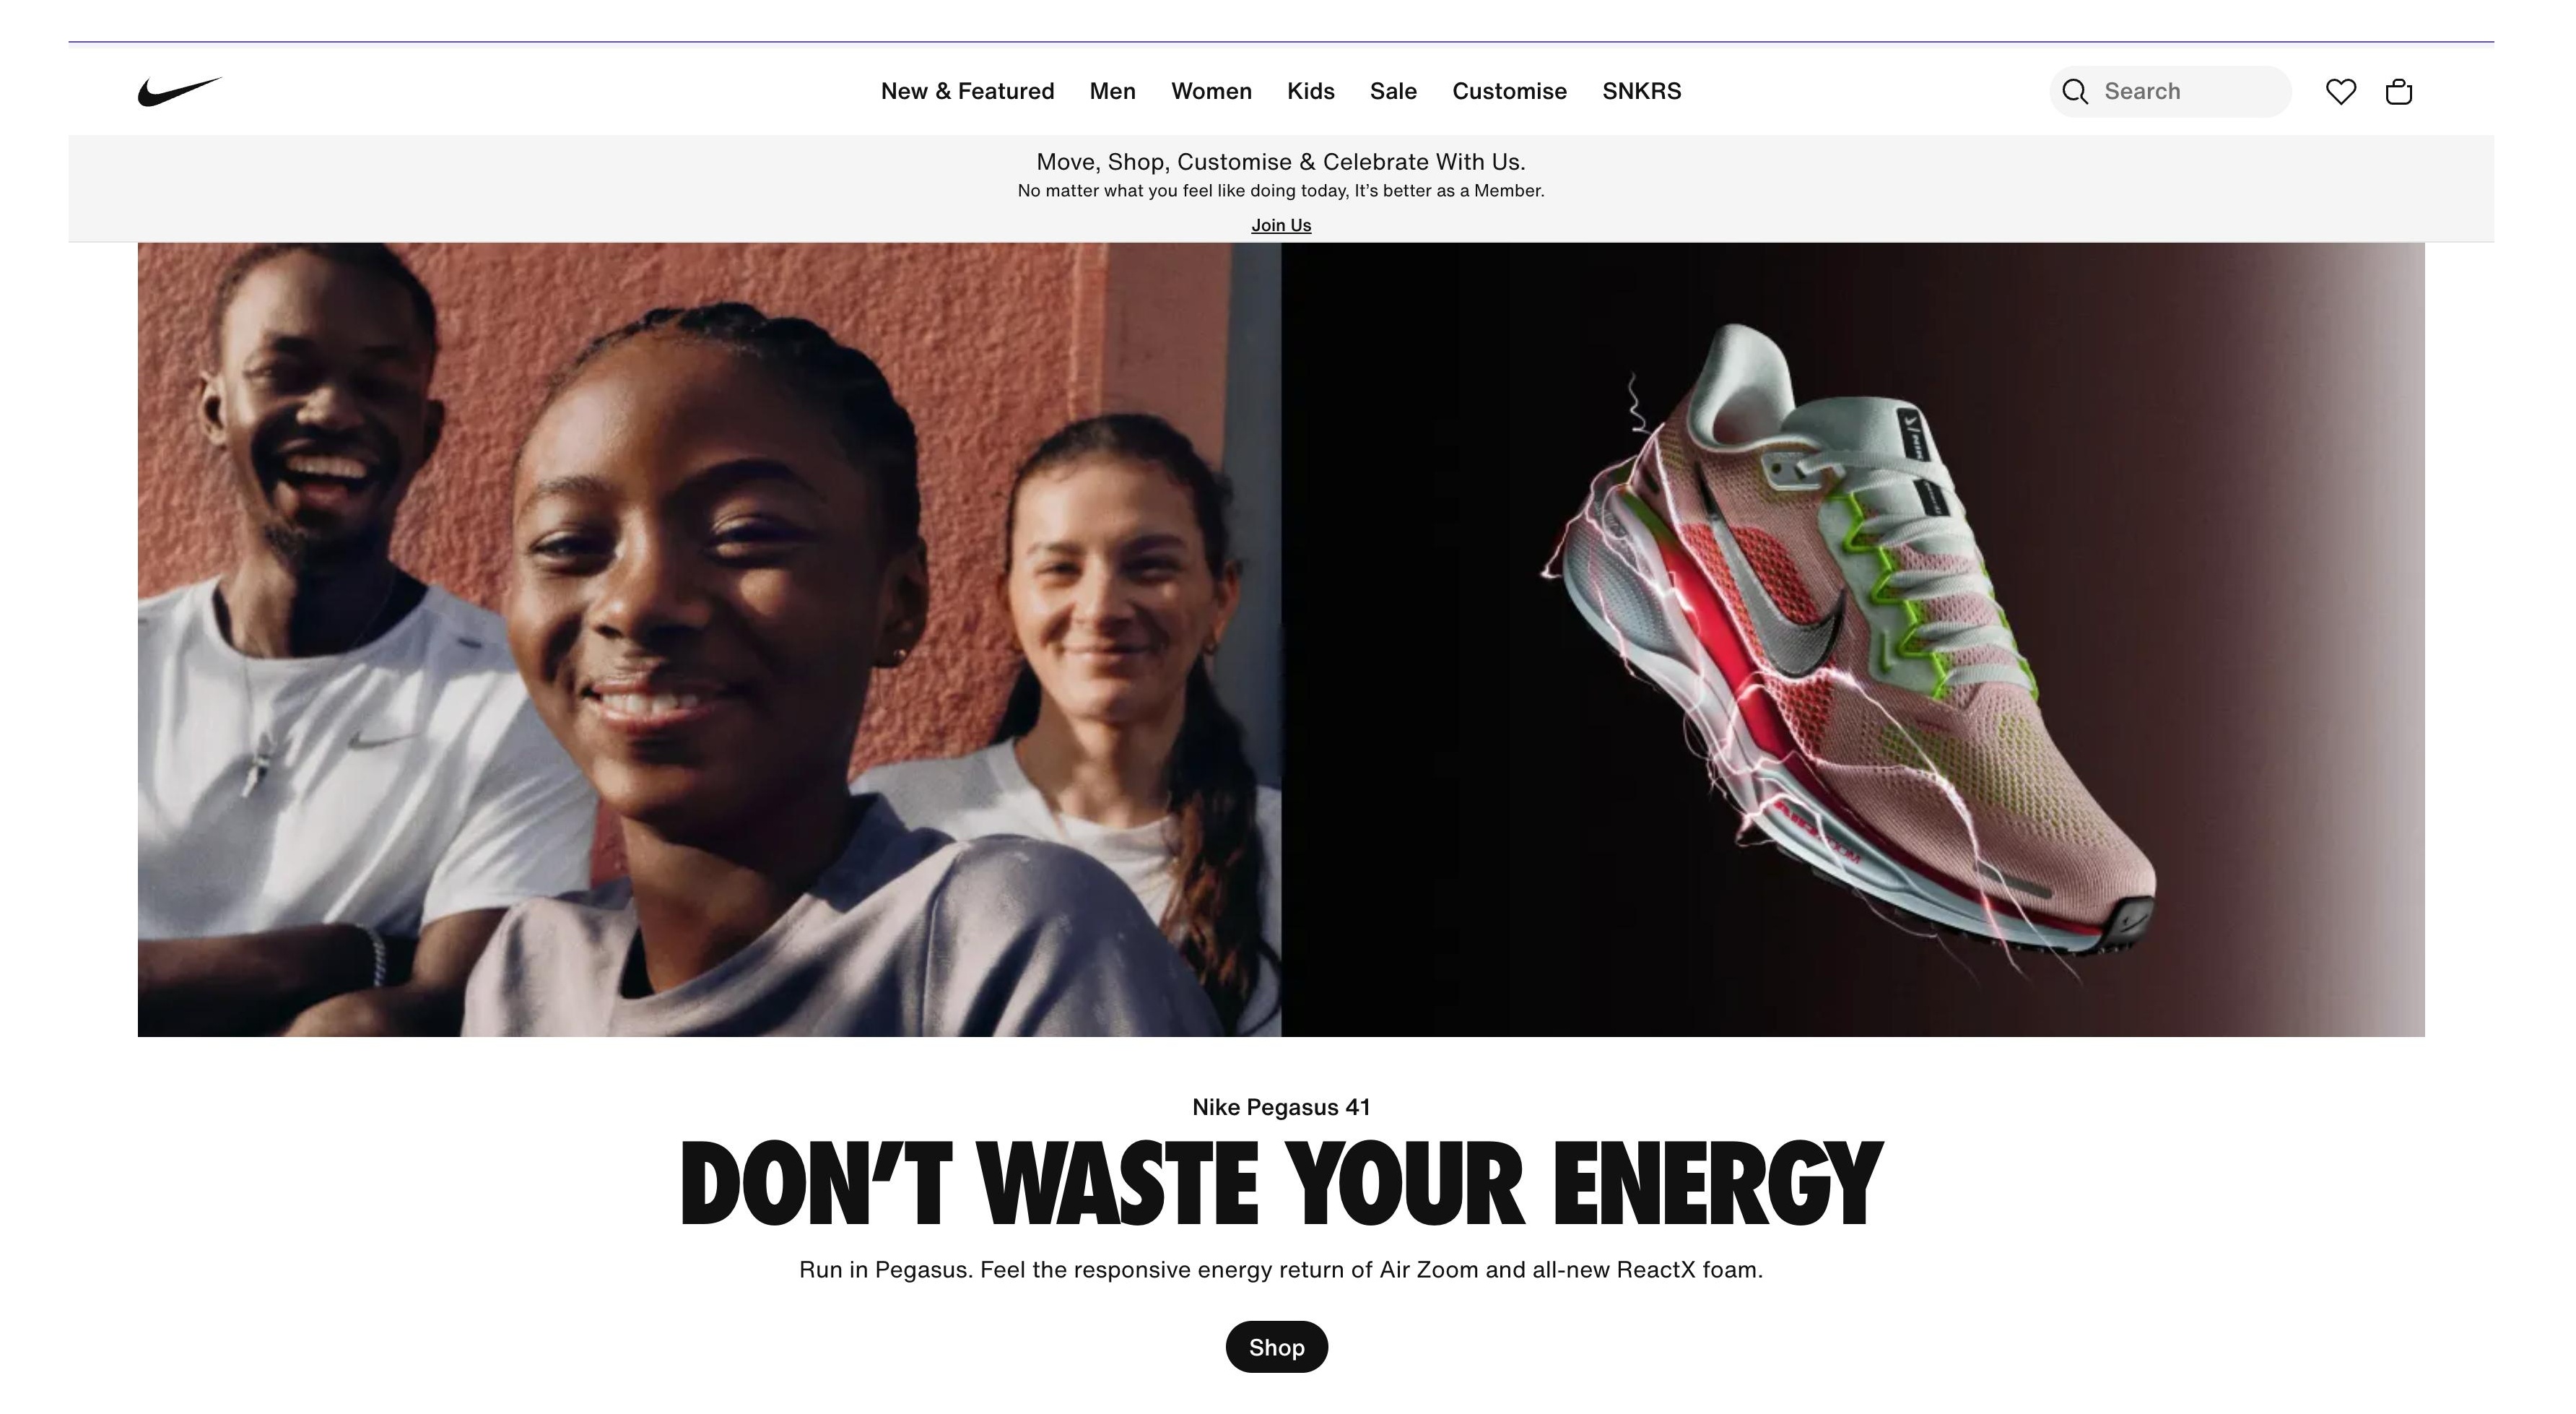 New & Featured Men Women Kids Sale Customise SNKRS Search
Move, Shop, Customise & Celebrate With Us.
No matter what you feel like doing today, It’s better as a Member.
Join Us
Nike Pegasus 41
DON’T WASTE YOUR ENERGY
Run in Pegasus. Feel the responsive energy return of Air Zoom and all-new ReactX foam.
Shop